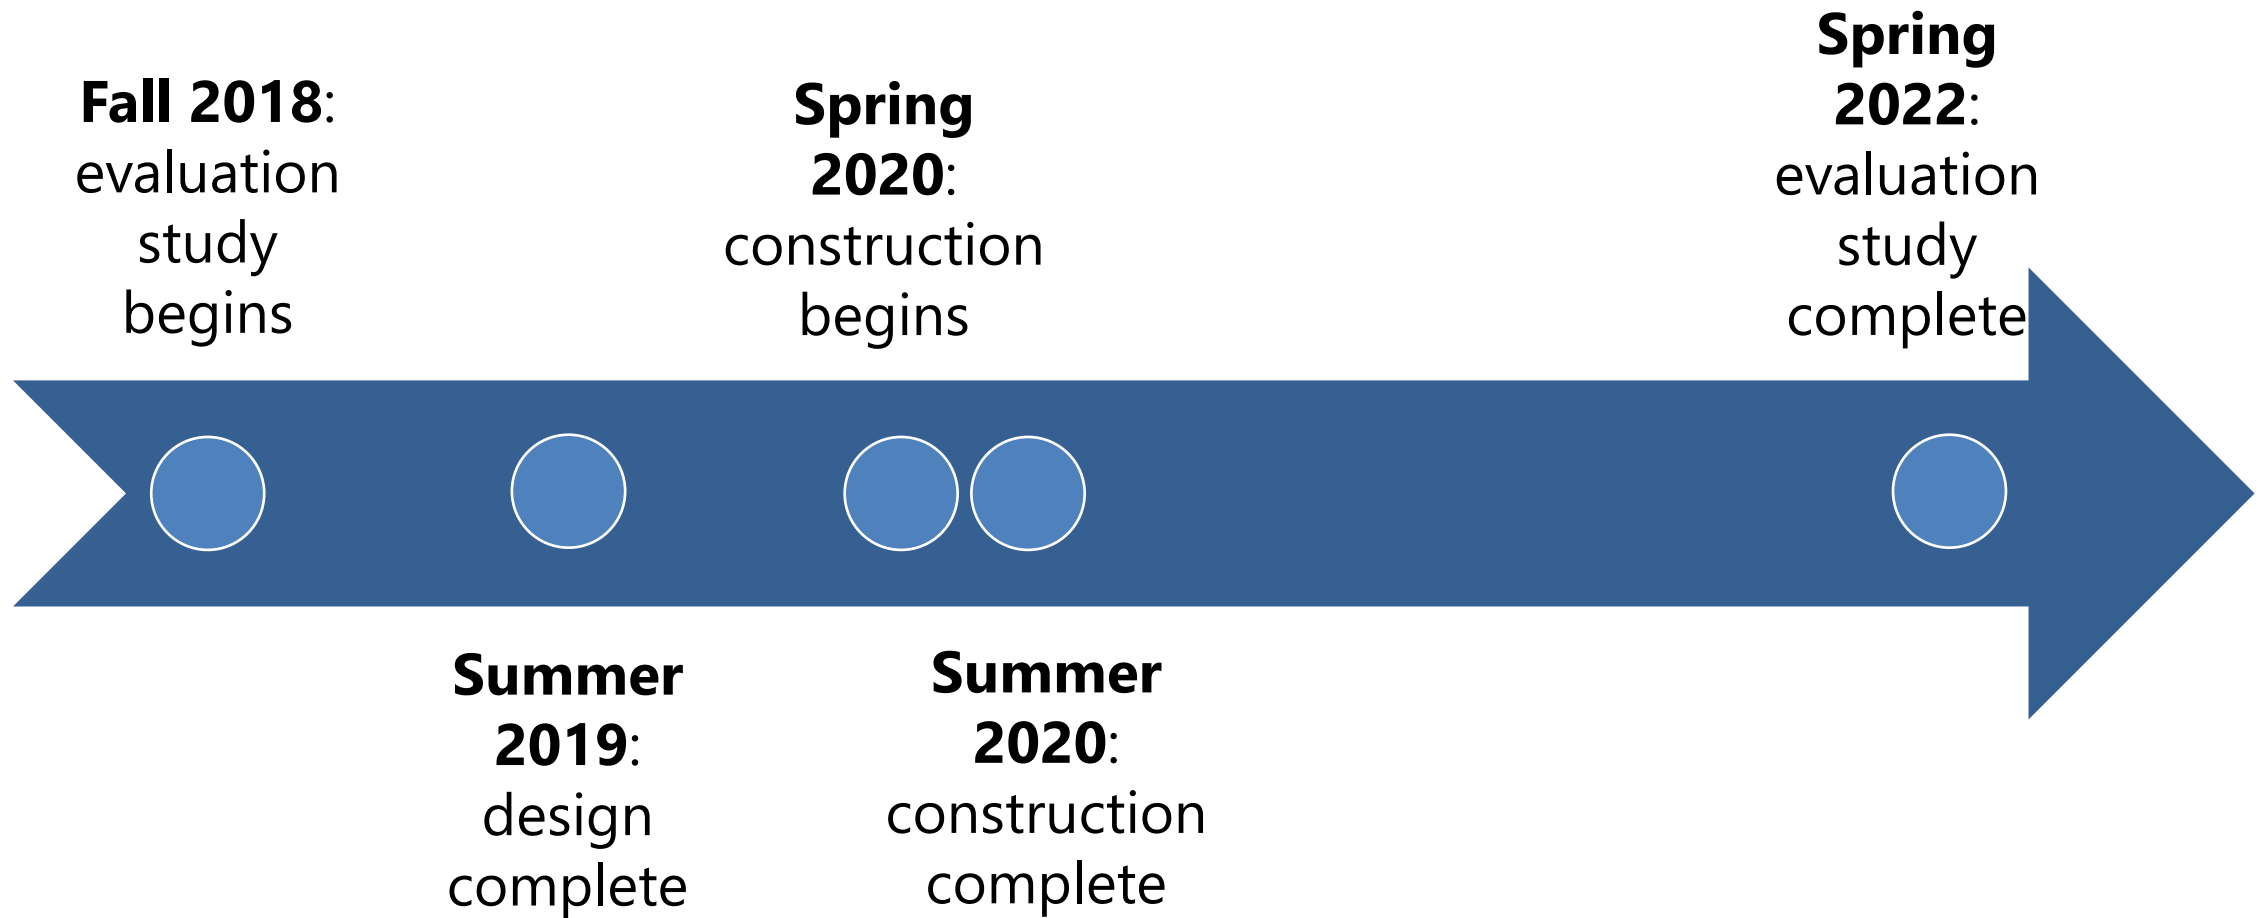 Fall 2018:
evaluation
study
begins
Summer
2019:
design
complete
Spring
2020:
construction
begins
Summer
2020:
construction
complete
Spring
2022:
evaluation
study
complete